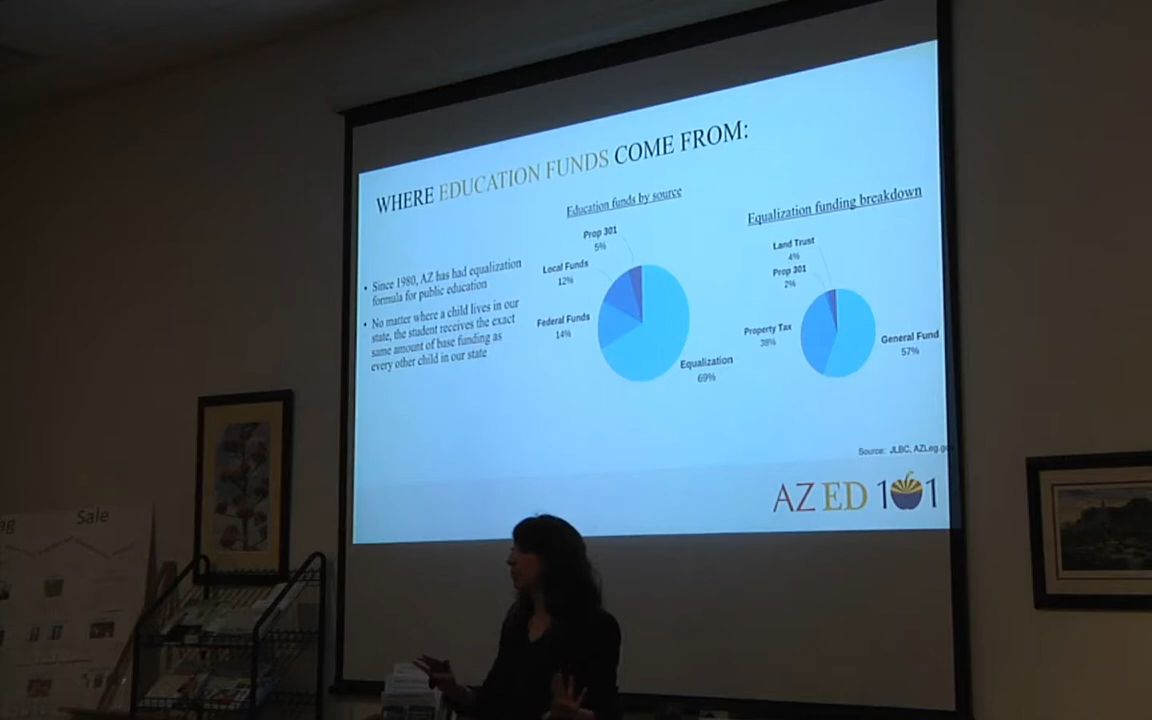 WHERE EDUCATION FUNDS COME FROM:
• Since 1980, AZ has had equalization
formula for public education
• No matter where a child lives in our
state, the student receives the exact
same amount of base funding as
every other child in our state
Education funds by source
Prop 301
5%
Local Funds
12%
Federal Funds
14%
Equalization
69%
Equalization funding breakdown
Land Trust
4%
Prop 301
2%
Property Tax
38%
General Fund
57%
Source: JLBC, AZLeg.gov
AZ ED 101
Sale